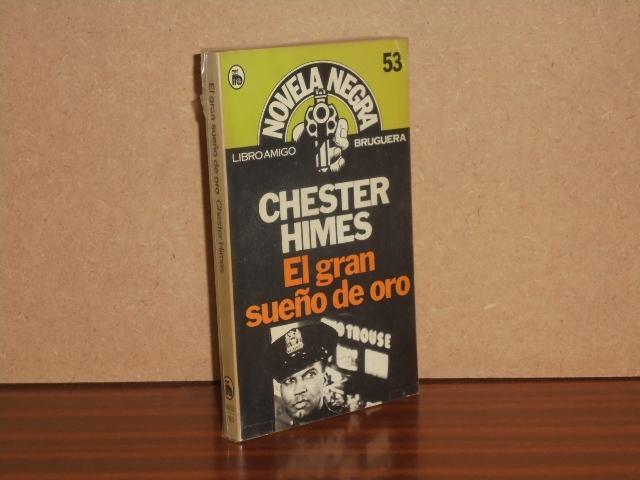 53
NOVELA NEGRA
LIBRO AMIGO
BRUGUERA
CHESTER
HIMES
El gran
sueño de oro
TROUSE
El gran sueño de oro Chester Himes